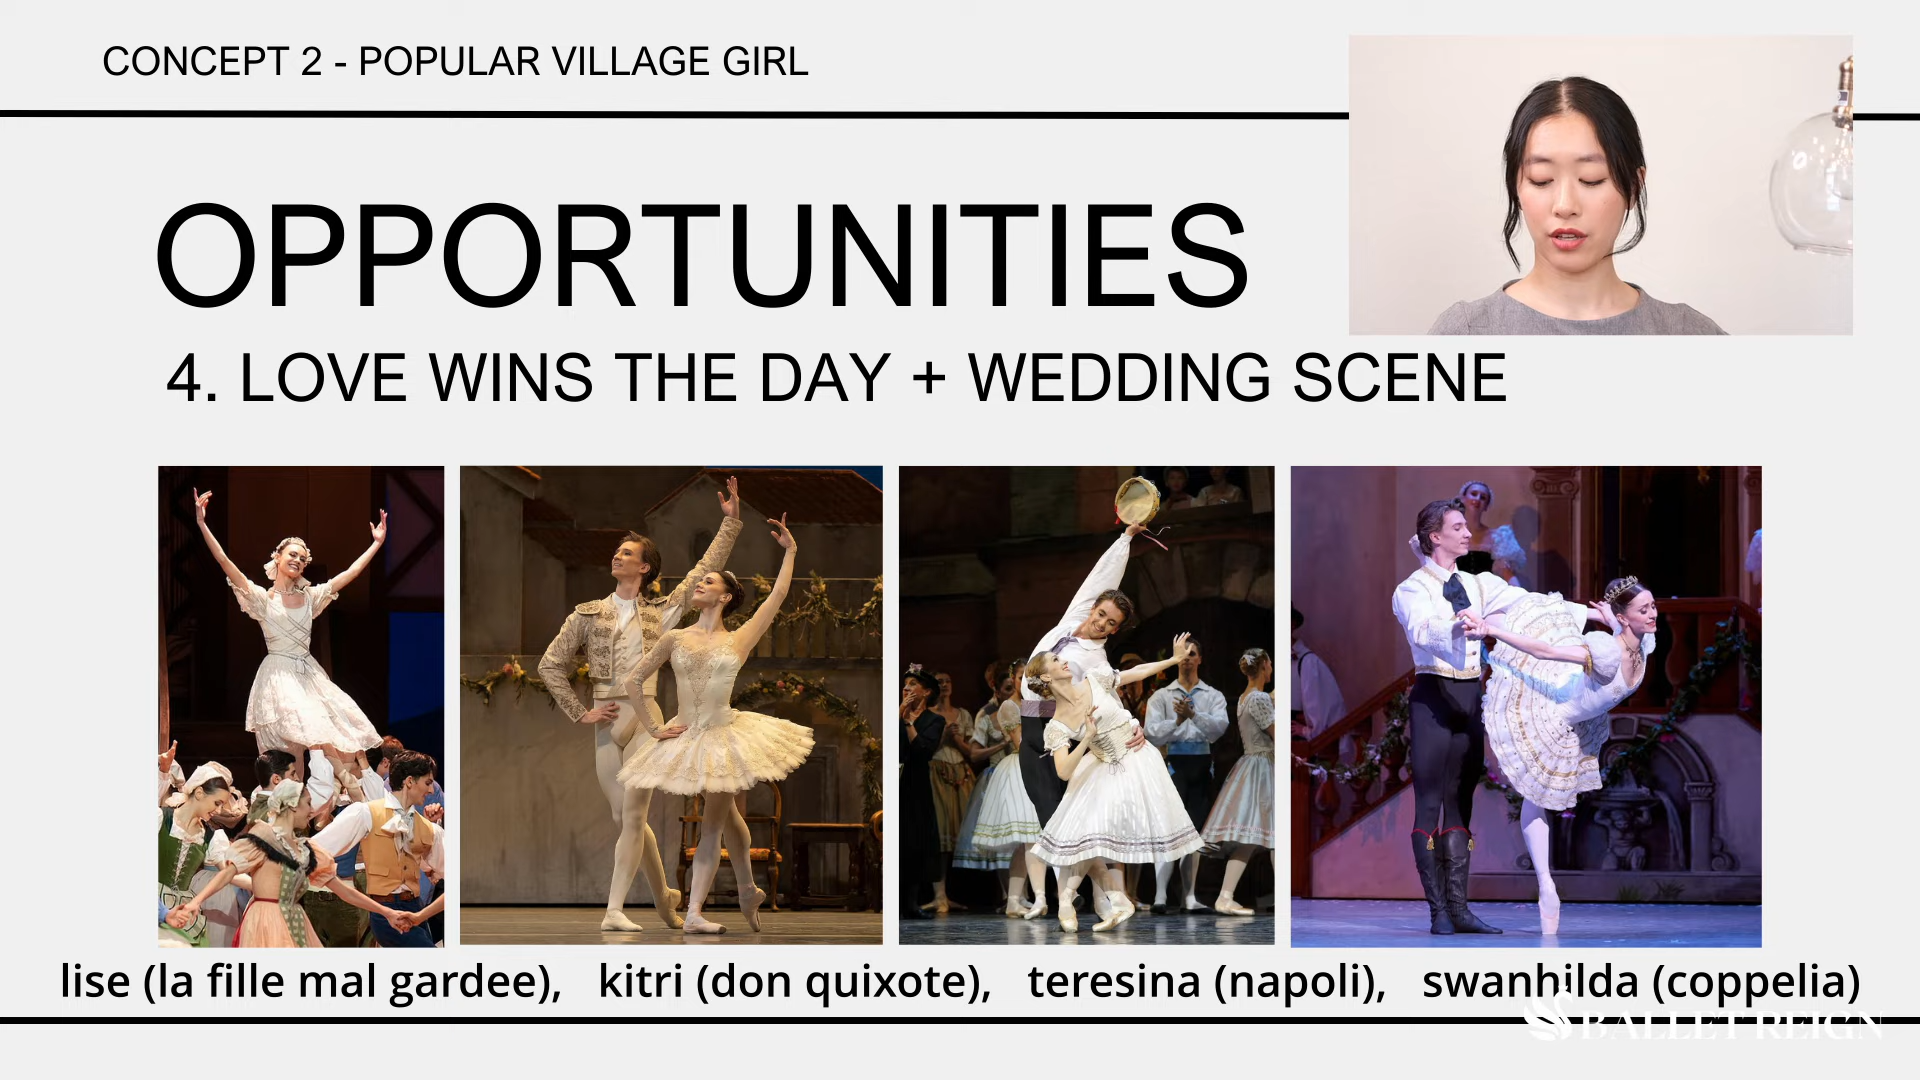 CONCEPT 2 - POPULAR VILLAGE GIRL
OPPORTUNITIES
4. LOVE WINS THE DAY + WEDDING SCENE
lise (la fille mal gardee), kitri (don quixote), teresina (napoli), swanhilda (coppelia)
BALLET REIGN